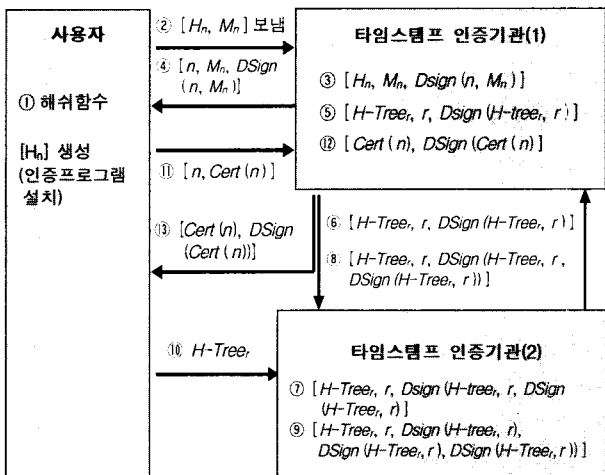 사용자
① 해쉬함수
[Hₙ] 생성
(인증프로그램
설치)
② [Hₙ, Mₙ] 보냄
④ [n, Mₙ, DSign
(n, Mₙ)]
⑪ [n, Cert(n)]
⑬ [Cert(n), DSign
(Cert(n))]
⑩ H-Treeᵣ
타임스탬프 인증기관(1)
③ [Hₙ, Mₙ, Dsign(n, Mₙ)]
⑤ [H-Treeᵣ, r, Dsign(H-treeᵣ, r)]
⑫ [Cert(n), DSign(Cert(n)]
⑥ [H-Treeᵣ, r, DSign(H-Treeᵣ, r)]
⑧ [H-Treeᵣ, r, DSign(H-Treeᵣ, r,
DSign(H-Treeᵣ, r))]
타임스템프 인증기관(2)
⑦ [H-Treeᵣ, r, Dsign(H-treeᵣ, r, DSign
(H-Treeᵣ, r)]
⑨ [H-Treeᵣ, r, Dsign(H-treeᵣ, r),
DSign(H-Treeᵣ, r), DSign(H-Treeᵣ, r))]